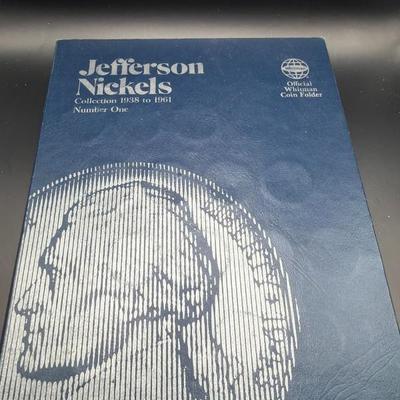 Jefferson
Nickels
Collection 1938 to 1961
Number One
Official
Whitman
Coin Folder